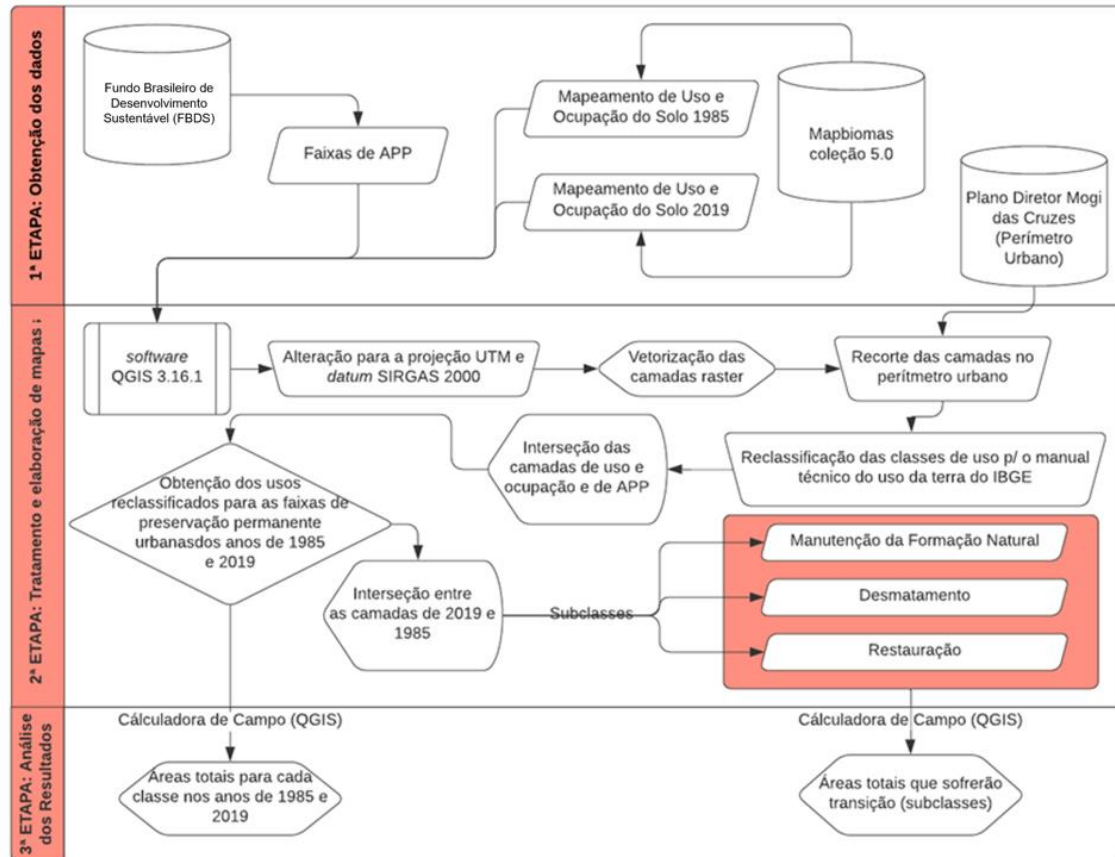 1ª ETAPA: Obtenção dos dados
Fundo Brasileiro de
Desenvolvimento
Sustentável (FBDS)
Faixas de APP
Mapeamento de Uso e
Ocupação do Solo 1985
Mapeamento de Uso e
Ocupação do Solo 2019
Mapbiomas
coleção 5.0
Plano Diretor Mogi
das Cruzes
(Perímetro
Urbano)
2ª ETAPA: Tratamento e elaboração de mapas
software
QGIS 3.16.1
Alteração para a projeção UTM e
datum SIRGAS 2000
Vetorização das
camadas raster
Recorte das camadas no
perítmetro urbano
Reclassificação das classes de uso p/ o manual
técnico do uso da terra do IBGE
Interseção das
camadas de uso e
ocupação e de APP
Obtenção dos usos
reclassificados para as faixas de
preservação permanente
urbanasdos anos de 1985
e 2019
Interseção entre
as camadas de 2019 e
1985
Subclasses
Manutenção da Formação Natural
Desmatamento
Restauração
3ª ETAPA: Análise
dos Resultados
Cálculadora de Campo (QGIS)
Áreas totais para cada
classe nos anos de 1985 e
2019
Cálculadora de Campo (QGIS)
Áreas totais que sofrerão
transição (subclasses)